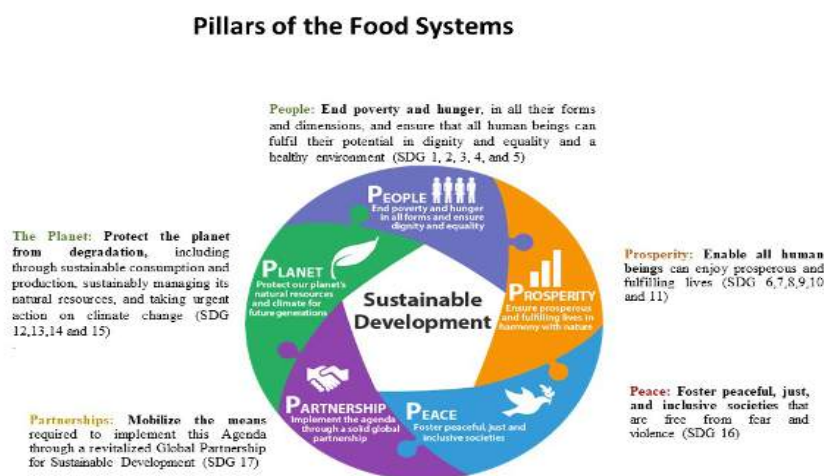 Pillars of the Food Systems
People: End poverty and hunger, in all their forms
and dimensions, and ensure that all human beings can
fulfil their potential in dignity and equality and a
healthy environment (SDG 1, 2, 3, 4, and 5)
PEOPLE
End poverty and hunger
in all forms and ensure
dignity and equality
The Planet: Protect the planet
from degradation, including
through sustainable consumption and
production, sustainably managing its
natural resources, and taking urgent
action on climate change (SDG
12,13,14 and 15)
PLANET
Protect our planet's
natural resources
and climate for
future generations
Sustainable
Development
PROSPERITY
Ensure prosperous
and fulfilling lives in
harmony with nature
Prosperity: Enable all human
beings can enjoy prosperous and
fulfilling lives (SDG 6,7,8,9,10
and 11)
Partnerships: Mobilize the means
required to implement this Agenda
through a revitalized Global Partnership
for Sustainable Development (SDG 17)
PARTNERSHIP
Implement the agenda
through a solid global
partnership
PEACE
Foster peaceful, just and
inclusive societies
Peace: Foster peaceful, just,
and inclusive societies that
are free from fear and
violence (SDG 16)